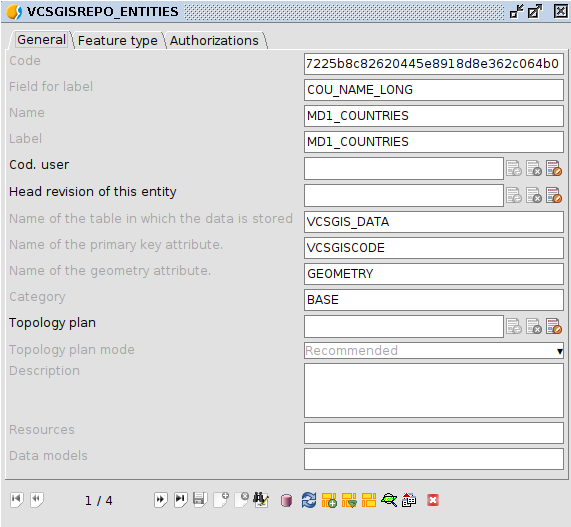 VCSGISREPO_ENTITIES
General Feature type Authorizations
Code 7225b8c82620445e8918d8e362c064b0
Field for label COU_NAME_LONG
Name MD1_COUNTRIES
Label MD1_COUNTRIES
Cod. user
Head revision of this entity
Name of the table in which the data is stored VCSGIS_DATA
Name of the primary key attribute. VCSGISCODE
Name of the geometry attribute. GEOMETRY
Category BASE
Topology plan
Topology plan mode Recommended
Description
Resources
Data models
1 / 4